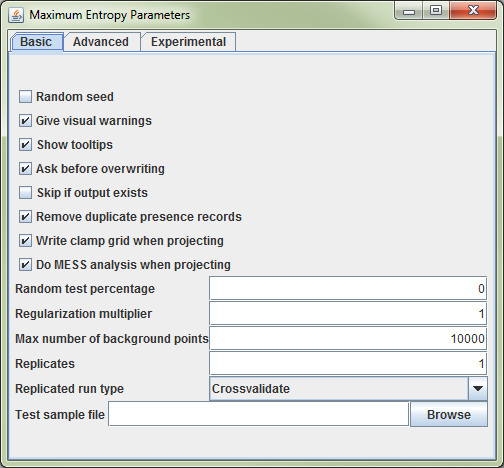 Maximum Entropy Parameters
Basic Advanced Experimental
Random seed
Give visual warnings
Show tooltips
Ask before overwriting
Skip if output exists
Remove duplicate presence records
Write clamp grid when projecting
Do MESS analysis when projecting
Random test percentage 0
Regularization multiplier 1
Max number of background points 10000
Replicates 1
Replicated run type Crossvalidate
Test sample file Browse